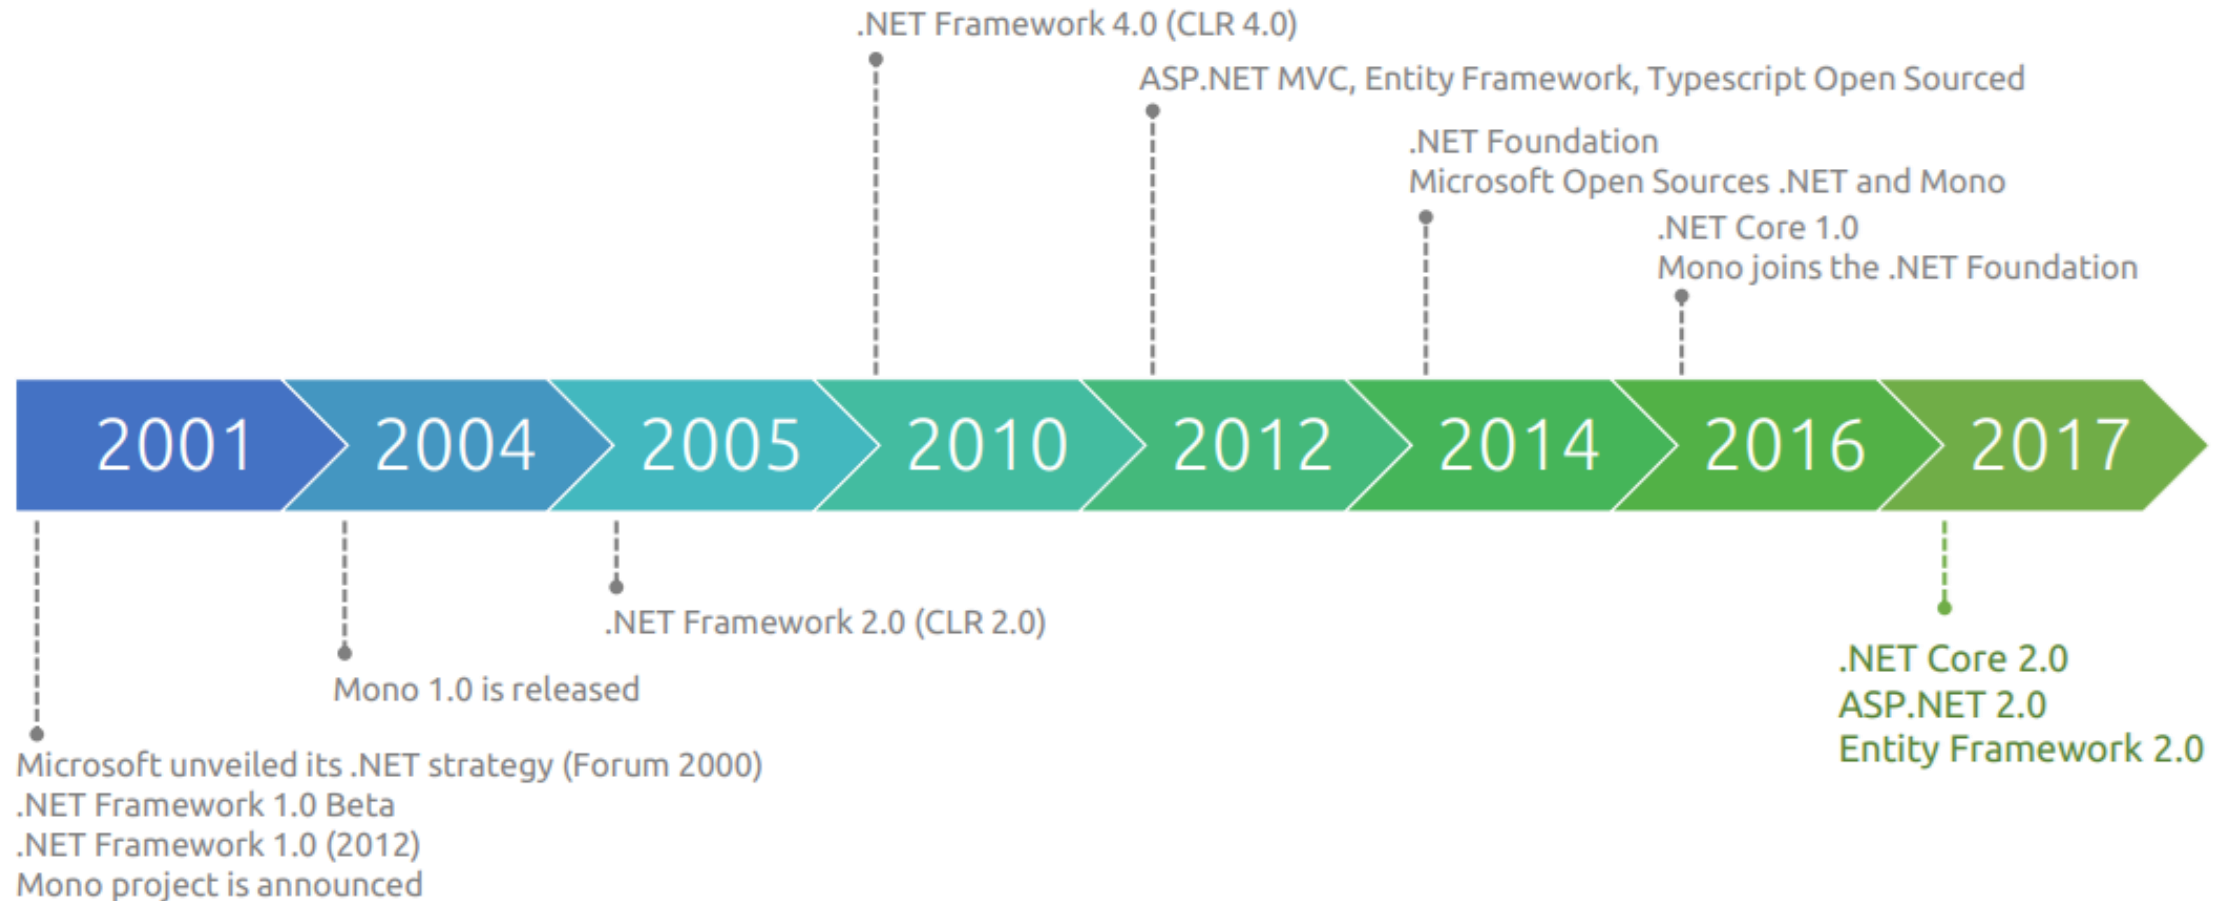 .NET Framework 4.0 (CLR 4.0)
ASP.NET MVC, Entity Framework, Typescript Open Sourced
.NET Foundation
Microsoft Open Sources .NET and Mono
.NET Core 1.0
Mono joins the .NET Foundation
2001
2004
2005
2010
2012
2014
2016
2017
.NET Framework 2.0 (CLR 2.0)
Mono 1.0 is released
Microsoft unveiled its .NET strategy (Forum 2000)
.NET Framework 1.0 Beta
.NET Framework 1.0 (2012)
Mono project is announced
.NET Core 2.0
ASP.NET 2.0
Entity Framework 2.0